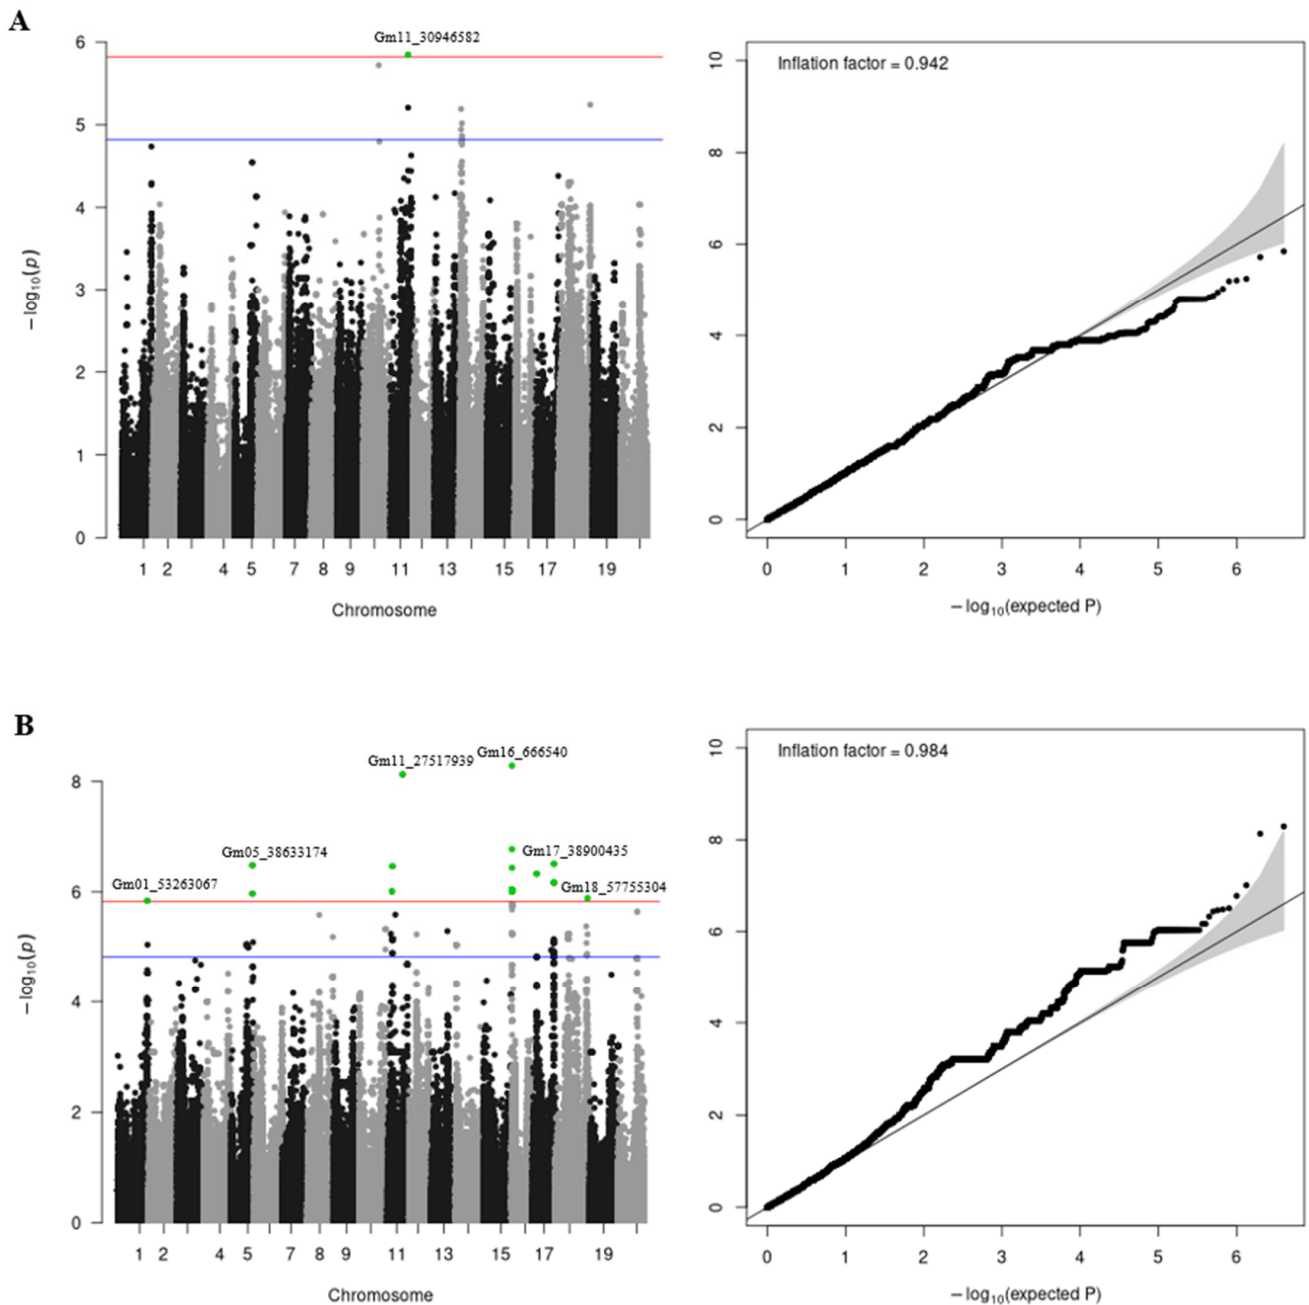 A
Gm11_30946582
6
5
4
3
2
1
0
−log10(p)
1 2 4 5 7 8 9 11 13 15 17 19
Chromosome
Inflation factor = 0.942
10
8
6
4
2
0
0 1 2 3 4 5 6
−log10(expected P)
B
Gm16_666540
Gm11_27517939
Gm05_38633174
Gm17_38900435
Gm01_53263067
Gm18_57755304
8
6
4
2
0
−log10(p)
1 2 4 5 7 8 9 11 13 15 17 19
Chromosome
Inflation factor = 0.984
10
8
6
4
2
0
0 1 2 3 4 5 6
−log10(expected P)